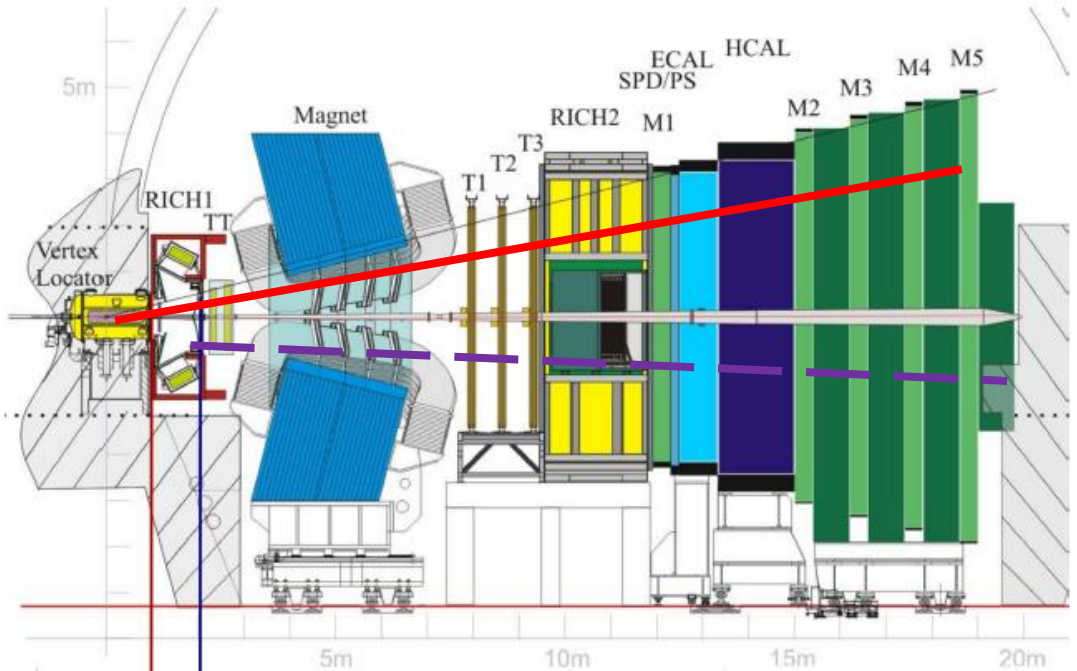 ECAL HCAL
SPD/PS
M5
M4
M3
M2
5m
Magnet
RICH2
M1
T3
T2
T1
RICH1
TT
Vertex
Locator
5m
10m
15m
20m